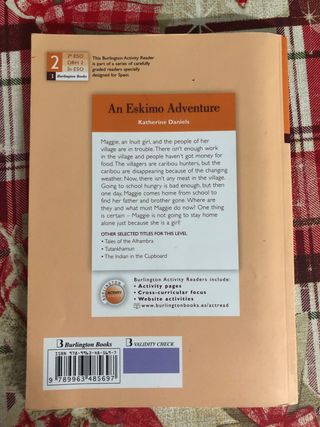 2
2º ESO
DBH 2
2n ESO
Burlington Books
This Burlington Activity Reader
is part of a series of carefully
graded readers specially
designed for Spain.
An Eskimo Adventure
Katherine Daniels
Maggie, an Inuit girl, and the people of her
village are in trouble. There isn't enough work
in the village and people haven't got money for
food. The villagers are caribou hunters, but the
caribou are disappearing because of the changing
weather. Now, there isn't any meat in the village.
Going to school hungry is bad enough, but then
one day, Maggie comes home from school to
find her father and brother gone. Where are
they and what must Maggie do now? One
thing is certain – Maggie is not going to stay
home alone just because she is a girl!
OTHER SELECTED TITLES FOR THIS LEVEL
• Tales of the Alhambra
• Tutankhamun
• The Indian in the Cupboard
BURLINGTON
ACTIVITY
Burlington Activity Readers include:
• Activity pages
• Cross-curricular focus
• Website activities
www.burlingtonbooks.es/actread
Burlington Books
VALIDITY CHECK
ISBN 978-9963-48-569-7
9 789963 485697